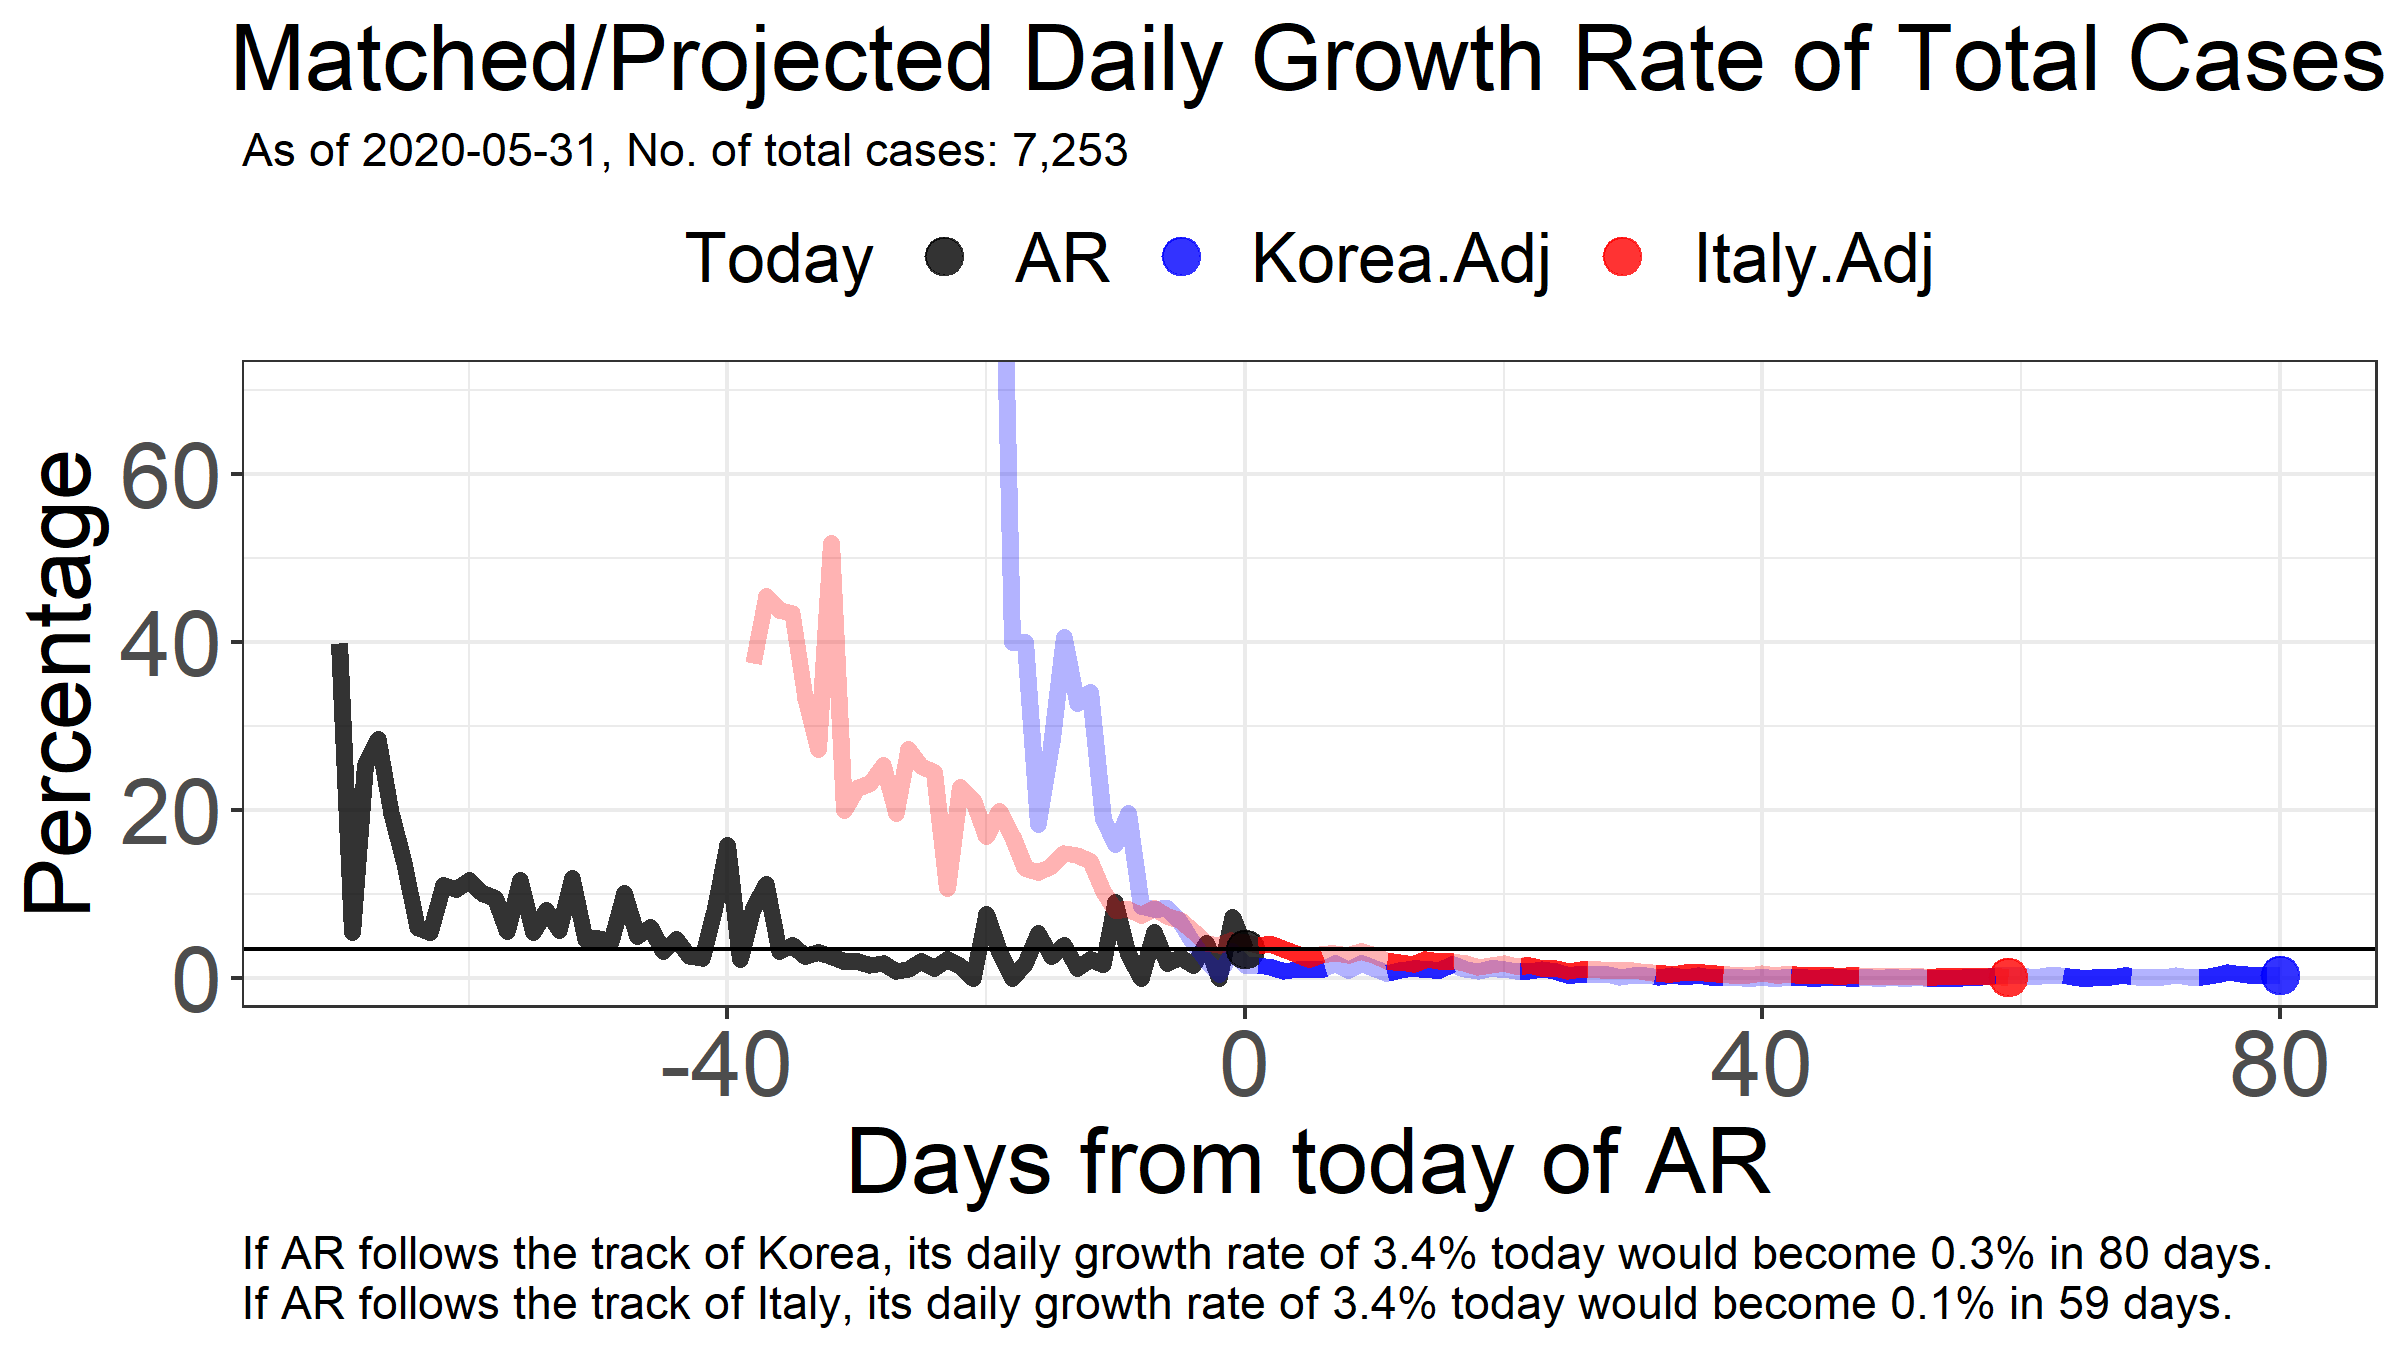 Matched/Projected Daily Growth Rate of Total Cases
As of 2020-05-31, No. of total cases: 7,253
Today AR Korea.Adj Italy.Adj
Percentage
60
40
20
0
-40 0 40 80
Days from today of AR
If AR follows the track of Korea, its daily growth rate of 3.4% today would become 0.3% in 80 days.
If AR follows the track of Italy, its daily growth rate of 3.4% today would become 0.1% in 59 days.